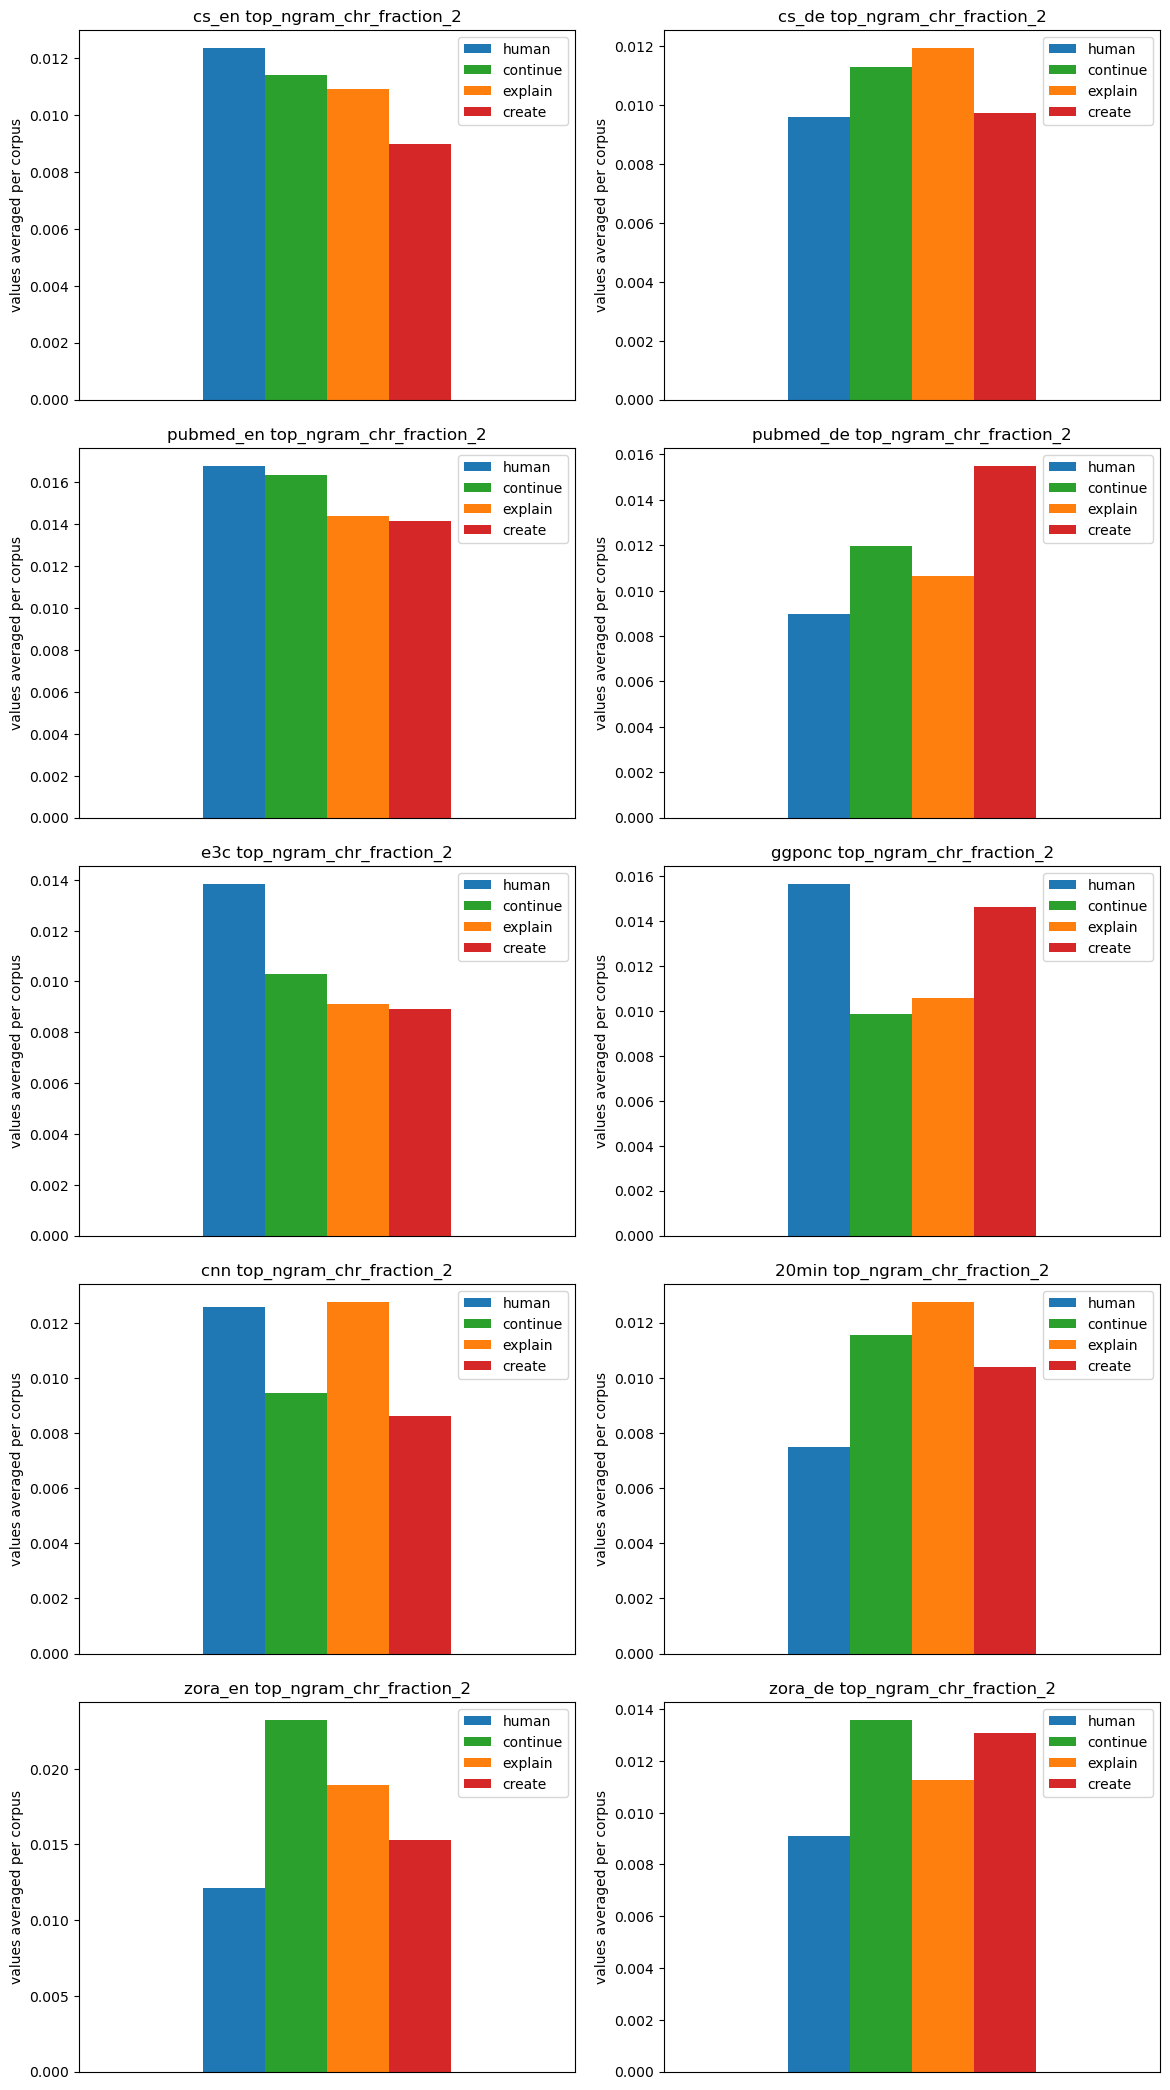 cs_en top_ngram_chr_fraction_2
values averaged per corpus
0.012
0.010
0.008
0.006
0.004
0.002
0.000
human
continue
explain
create
cs_de top_ngram_chr_fraction_2
values averaged per corpus
0.012
0.010
0.008
0.006
0.004
0.002
0.000
human
continue
explain
create
pubmed_en top_ngram_chr_fraction_2
values averaged per corpus
0.016
0.014
0.012
0.010
0.008
0.006
0.004
0.002
0.000
human
continue
explain
create
pubmed_de top_ngram_chr_fraction_2
values averaged per corpus
0.016
0.014
0.012
0.010
0.008
0.006
0.004
0.002
0.000
human
continue
explain
create
e3c top_ngram_chr_fraction_2
values averaged per corpus
0.014
0.012
0.010
0.008
0.006
0.004
0.002
0.000
human
continue
explain
create
ggponc top_ngram_chr_fraction_2
values averaged per corpus
0.016
0.014
0.012
0.010
0.008
0.006
0.004
0.002
0.000
human
continue
explain
create
cnn top_ngram_chr_fraction_2
values averaged per corpus
0.012
0.010
0.008
0.006
0.004
0.002
0.000
human
continue
explain
create
20min top_ngram_chr_fraction_2
values averaged per corpus
0.012
0.010
0.008
0.006
0.004
0.002
0.000
human
continue
explain
create
zora_en top_ngram_chr_fraction_2
values averaged per corpus
0.020
0.015
0.010
0.005
0.000
human
continue
explain
create
zora_de top_ngram_chr_fraction_2
values averaged per corpus
0.014
0.012
0.010
0.008
0.006
0.004
0.002
0.000
human
continue
explain
create